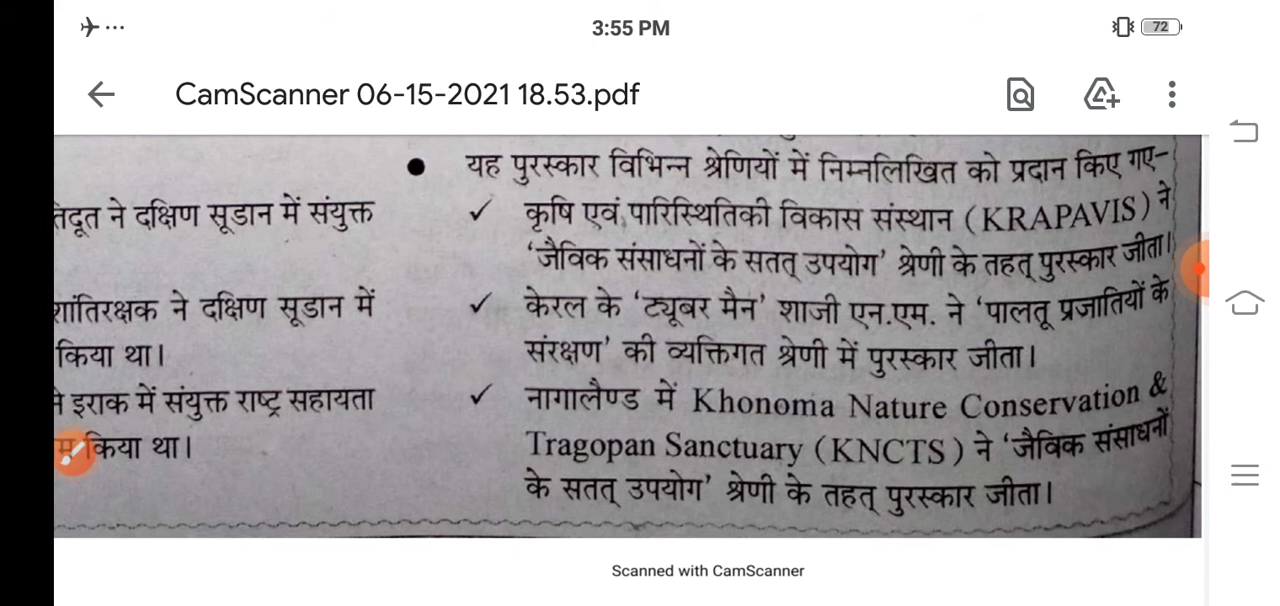 3:55 PM
72
CamScanner 06-15-2021 18.53.pdf
यह पुरस्कार विभिन्न श्रेणियों में निम्नलिखित को प्रदान किए गए-
तिदूत ने दक्षिण सूडान में संयुक्त
शांतिरक्षक ने दक्षिण सूडान में
किया था।
ने इराक में संयुक्त राष्ट्र सहायता
किया था।
✓ कृषि एवं पारिस्थितिकी विकास संस्थान (KRAPAVIS) ने
'जैविक संसाधनों के सतत् उपयोग' श्रेणी के तहत् पुरस्कार जीता।
✓ केरल के 'ट्यूबर मैन' शाजी एन.एम. ने 'पालतू प्रजातियों के
संरक्षण' की व्यक्तिगत श्रेणी में पुरस्कार जीता।
✓ नागालैण्ड में Khonoma Nature Conservation &
Tragopan Sanctuary (KNCTS) ने 'जैविक संसाधनों
के सतत् उपयोग' श्रेणी के तहत् पुरस्कार जीता।
Scanned with CamScanner